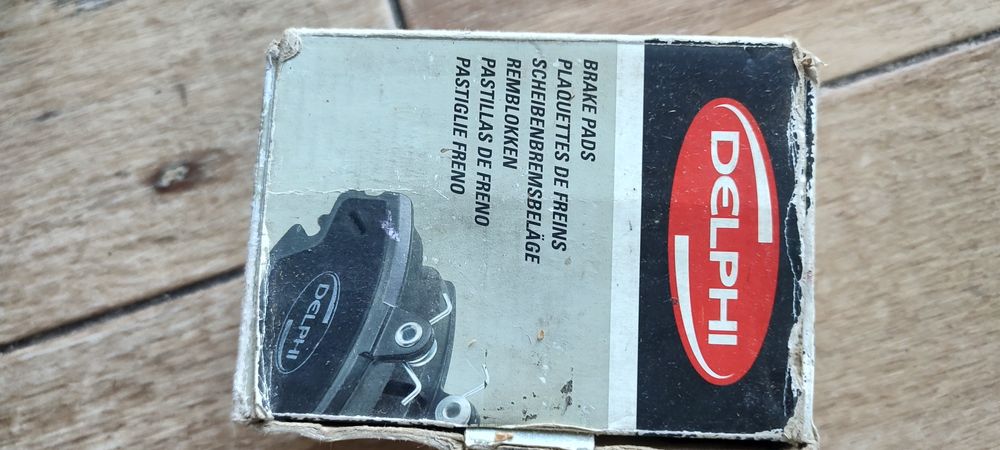 DELPHI
BRAKE PADS
PLAQUETTES DE FREINS
SCHEIBENBREMSBELÄGE
REMBLOKKEN
PASTILLAS DE FRENO
PASTIGLIE FRENO
DELPHI